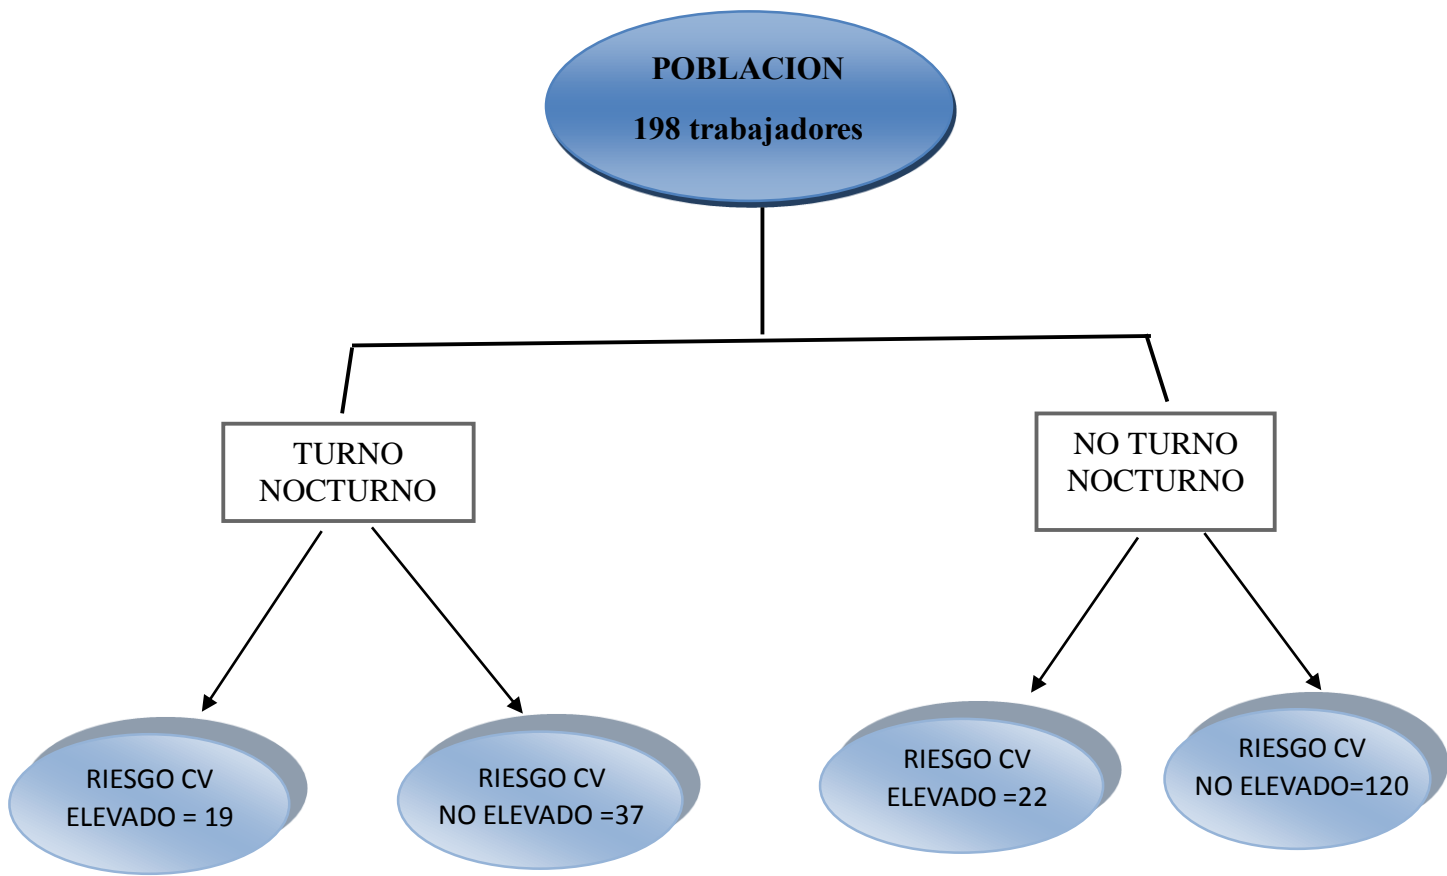 POBLACION
198 trabajadores
TURNO
NOCTURNO
NO TURNO
NOCTURNO
RIESGO CV
ELEVADO = 19
RIESGO CV
NO ELEVADO =37
RIESGO CV
ELEVADO =22
RIESGO CV
NO ELEVADO=120